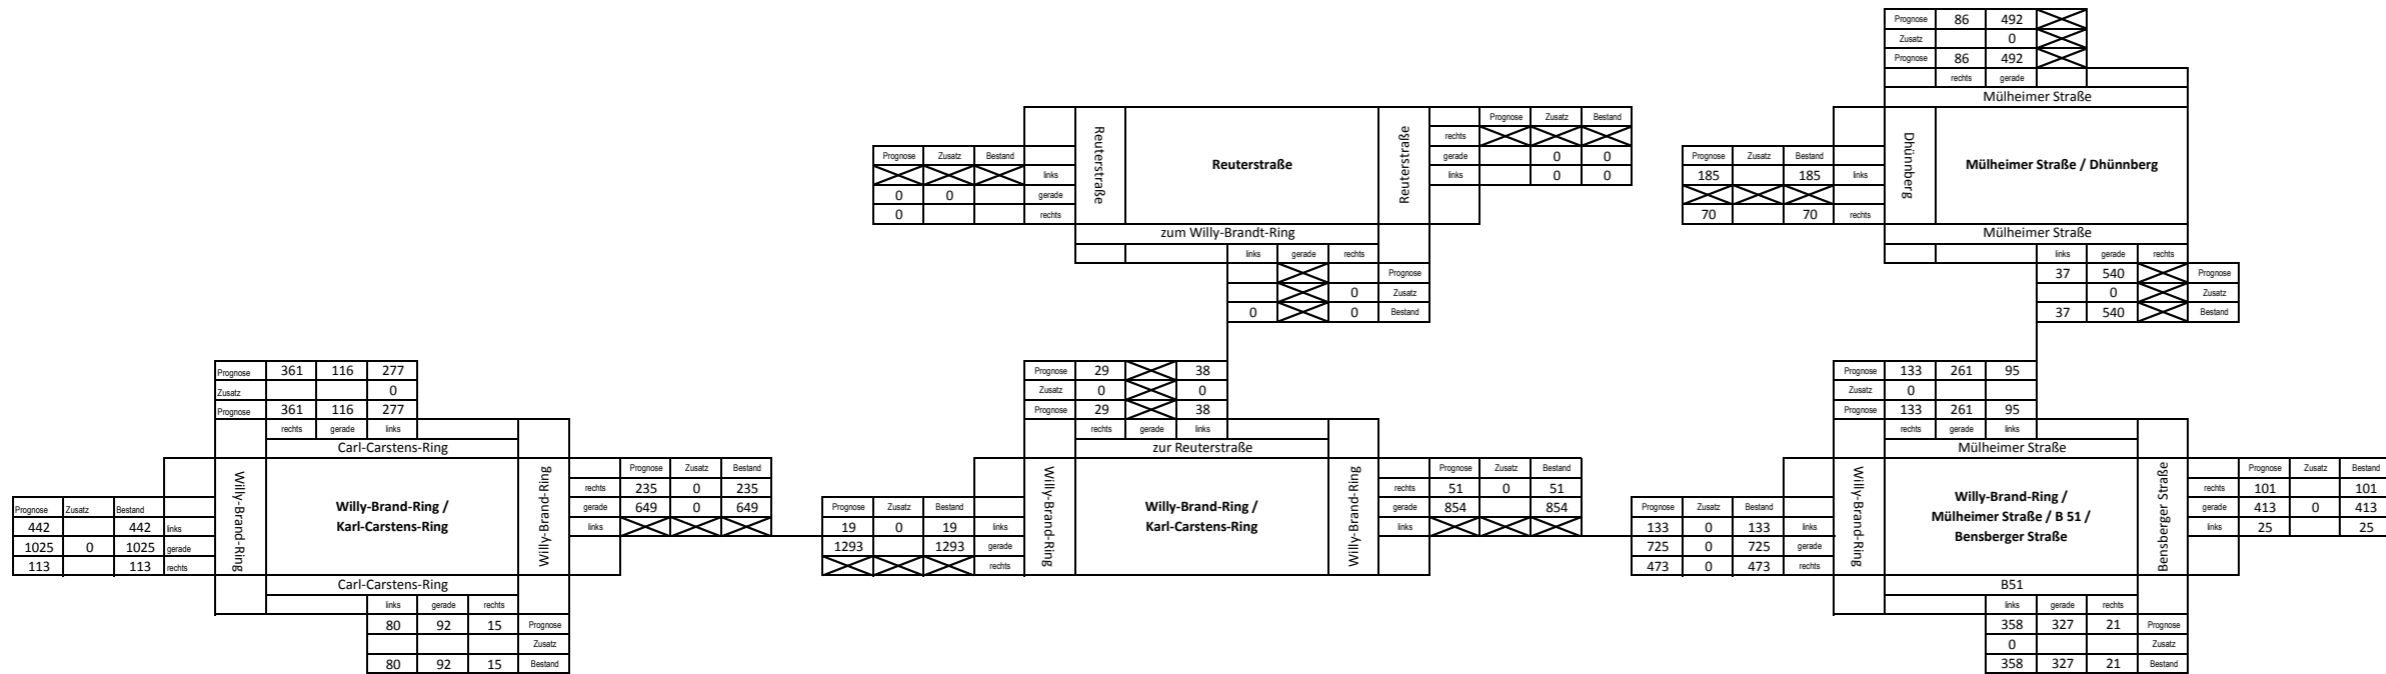 Prognose 86 492
Zusatz 0
Prognose 86 492
rechts gerade
Mülheimer Straße
Dhünnberg
Mülheimer Straße / Dhünnberg
Prognose Zusatz Bestand
185 185 links
70 70 rechts
Mülheimer Straße
links gerade rechts
37 540 Prognose
0 Zusatz
37 540 Bestand
Reuterstraße
Reuterstraße
Reuterstraße
Prognose Zusatz Bestand
rechts
gerade 0 0
links 0 0
Prognose Zusatz Bestand
links
0 0 gerade
0 rechts
zum Willy-Brandt-Ring
links gerade rechts
Prognose
0 Zusatz
0 0 Bestand
Prognose 361 116 277
Zusatz 0
Prognose 361 116 277
rechts gerade links
Carl-Carstens-Ring
Willy-Brand-Ring
Willy-Brand-Ring /
Karl-Carstens-Ring
Willy-Brand-Ring
Prognose Zusatz Bestand
rechts 235 0 235
gerade 649 0 649
links
Prognose Zusatz Bestand
442 442 links
1025 0 1025 gerade
113 113 rechts
Carl-Carstens-Ring
links gerade rechts
80 92 15 Prognose
Zusatz
80 92 15 Bestand
Prognose 29 38
Zusatz 0 0
Prognose 29 38
rechts gerade links
zur Reuterstraße
Willy-Brand-Ring
Willy-Brand-Ring /
Karl-Carstens-Ring
Willy-Brand-Ring
Prognose Zusatz Bestand
rechts 51 0 51
gerade 854 854
links
Prognose Zusatz Bestand
19 0 19 links
1293 1293 gerade
rechts
Prognose 133 261 95
Zusatz 0
Prognose 133 261 95
rechts gerade links
Mülheimer Straße
Willy-Brand-Ring
Willy-Brand-Ring /
Mülheimer Straße / B 51 /
Bensberger Straße
Bensberger Straße
Prognose Zusatz Bestand
rechts 101 101
gerade 413 0 413
links 25 25
Prognose Zusatz Bestand
133 0 133 links
725 0 725 gerade
473 0 473 rechts
B51
links gerade rechts
358 327 21 Prognose
0 Zusatz
358 327 21 Bestand